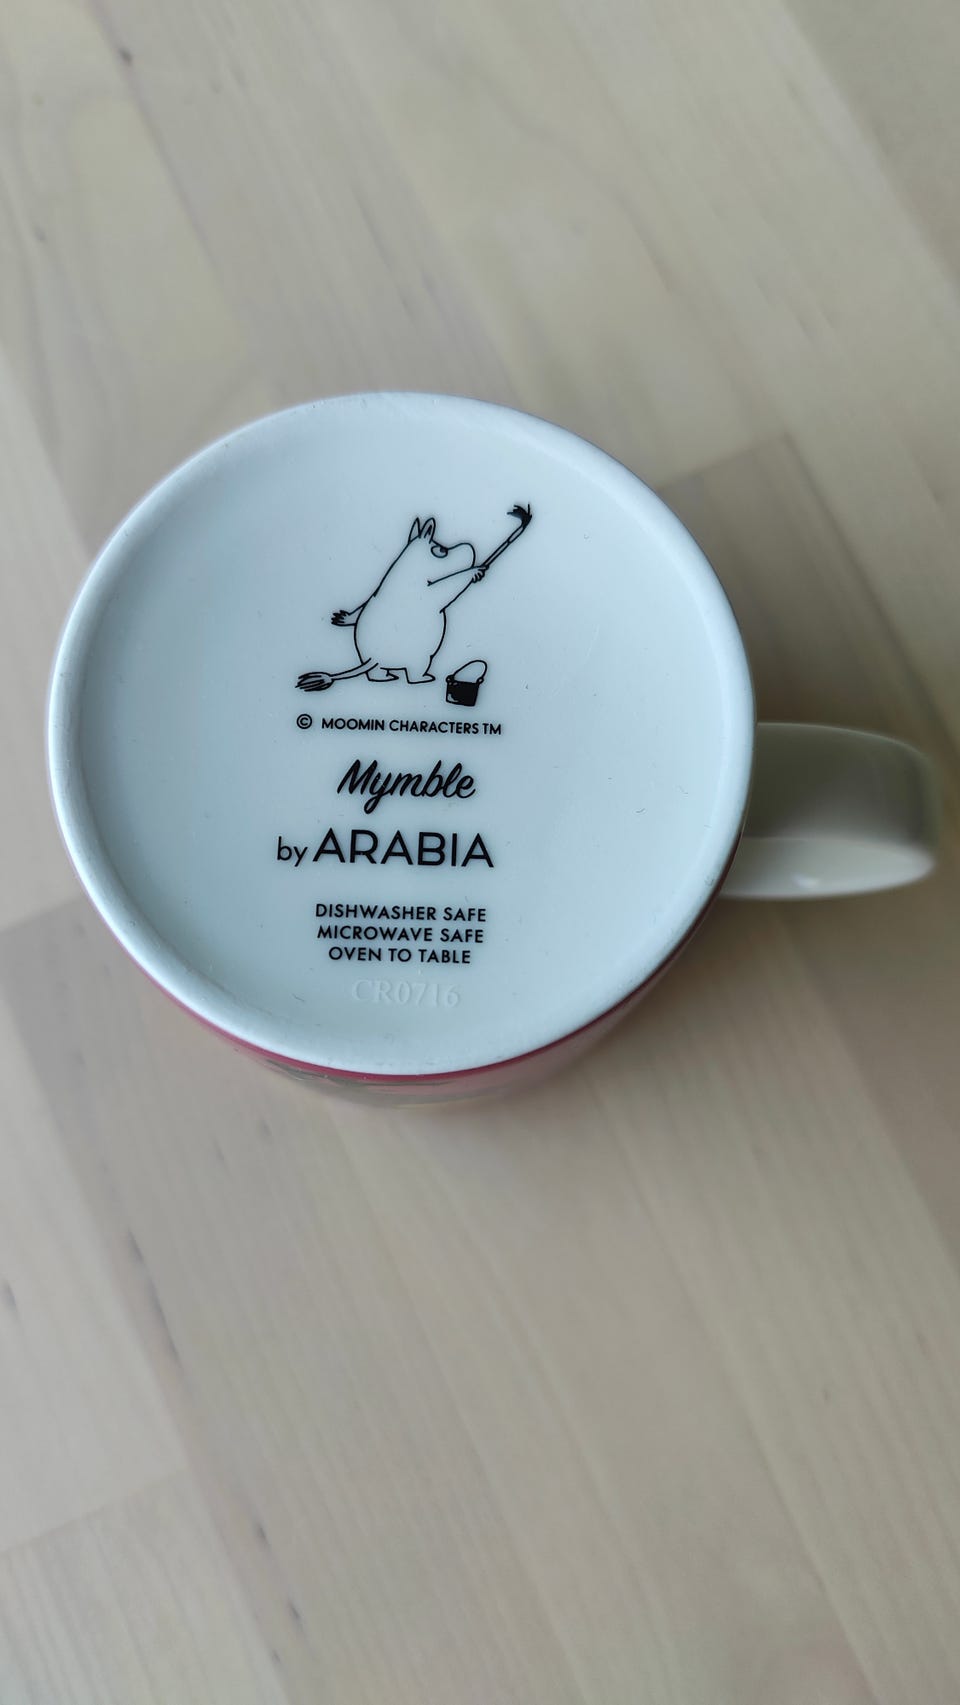 © MOOMIN CHARACTERS TM
Mymble
by ARABIA
DISHWASHER SAFE
MICROWAVE SAFE
OVEN TO TABLE
CR0716